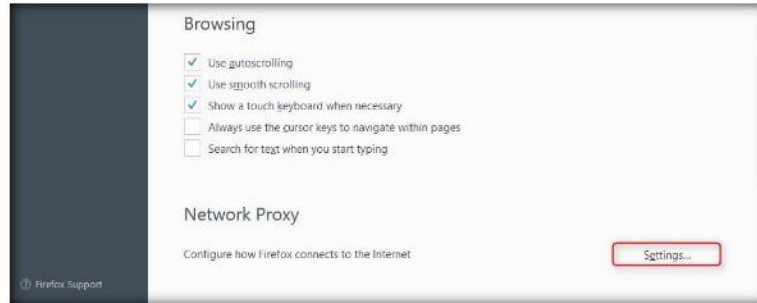 Browsing
Use autoscrolling
Use smooth scrolling
Show a touch keyboard when necessary
Always use the cursor keys to navigate within pages
Search for text when you start typing
Network Proxy
Configure how Firefox connects to the Internet
Settings...
Firefox Support